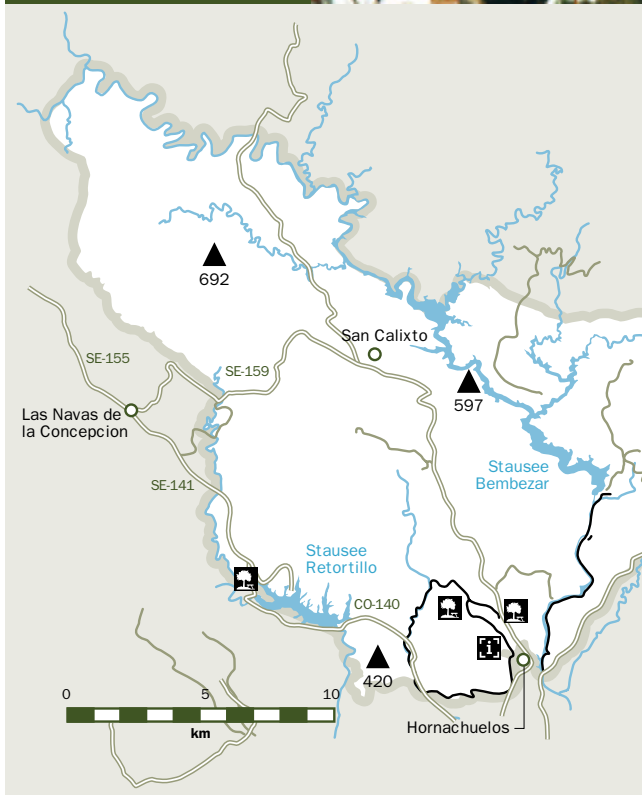 692
San Calixto
SE-155
SE-159
597
Las Navas de
la Concepcion
Stausee
Bembezar
SE-141
Stausee
Retortillo
CO-140
i
420
0 5 10
km
Hornachuelos